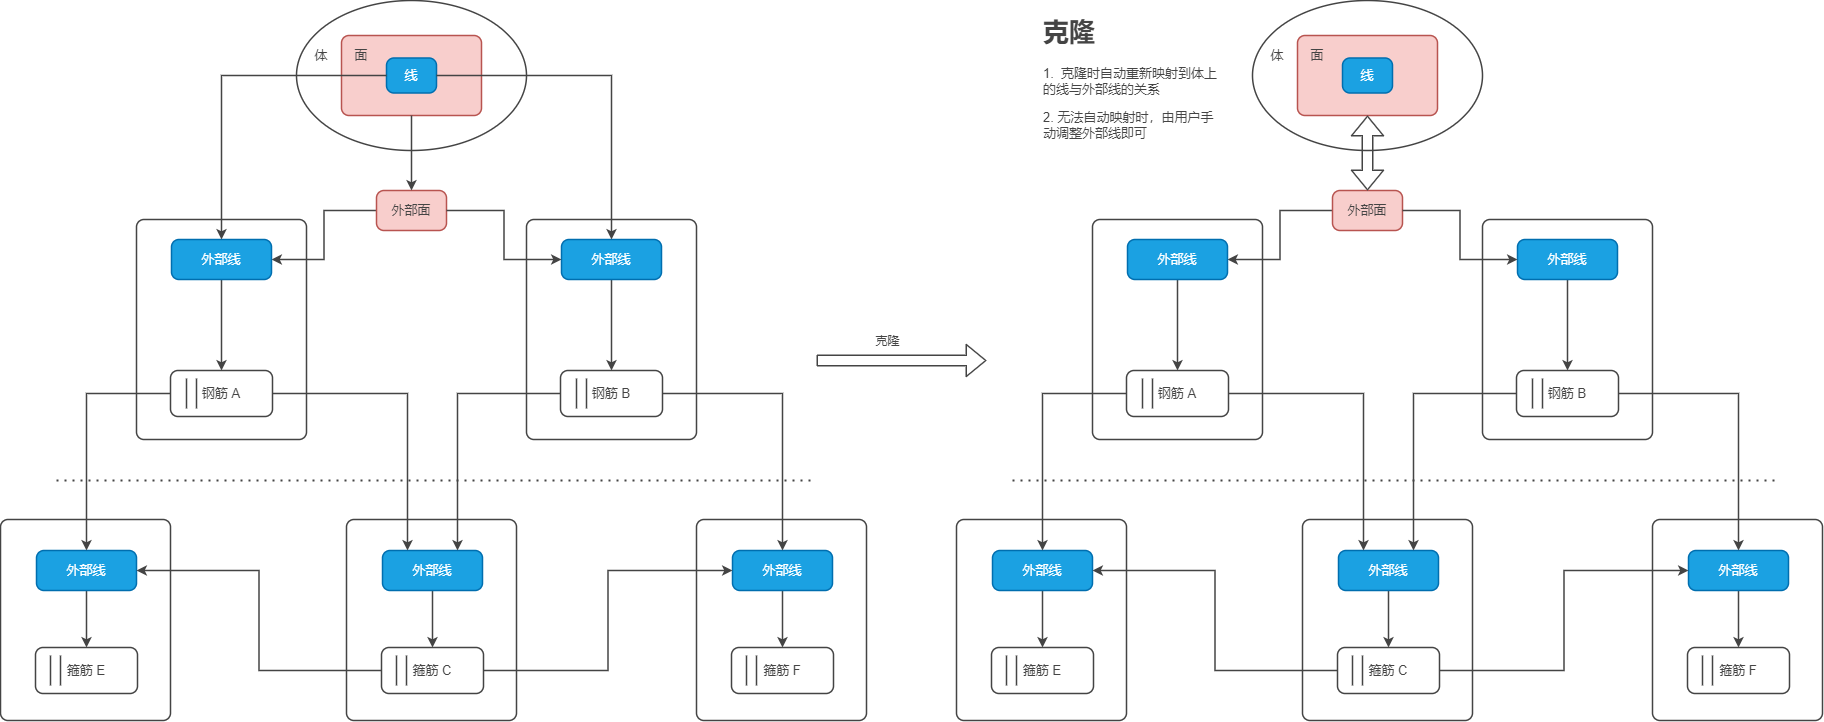 体
面
线
外部面
外部线
外部线
钢筋 A
钢筋 B
外部线
外部线
外部线
箍筋 E
箍筋 C
箍筋 F
克隆
克隆
1.  克隆时自动重新映射到体上
的线与外部线的关系
2. 无法自动映射时，由用户手
动调整外部线即可
体
面
线
外部面
外部线
外部线
钢筋 A
钢筋 B
外部线
外部线
外部线
箍筋 E
箍筋 C
箍筋 F